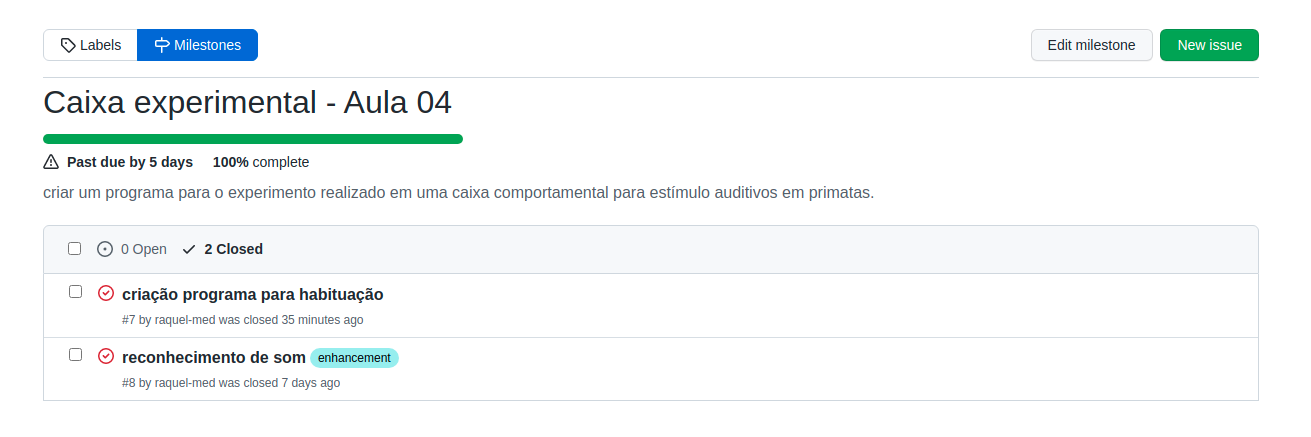 Labels Milestones Edit milestone New issue
Caixa experimental - Aula 04
Past due by 5 days 100% complete
criar um programa para o experimento realizado em uma caixa comportamental para estímulo auditivos em primatas.
0 Open 2 Closed
criação programa para habituação
#7 by raquel-med was closed 35 minutes ago
reconhecimento de som enhancement
#8 by raquel-med was closed 7 days ago